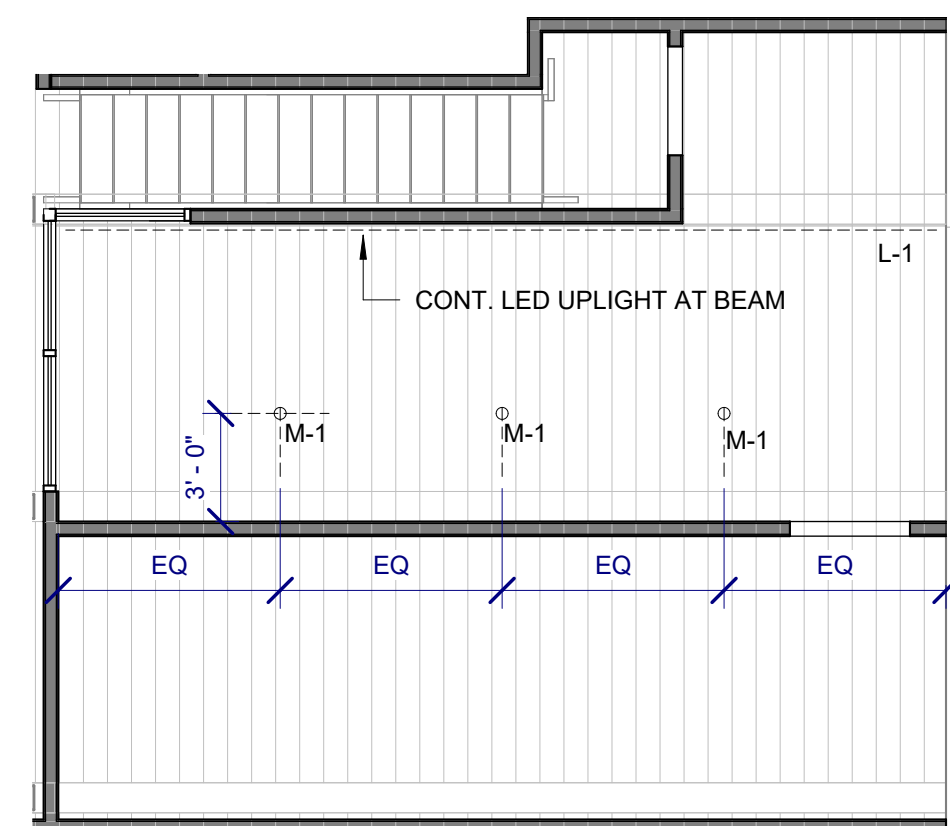 L-1
CONT. LED UPLIGHT AT BEAM
M-1
M-1
M-1
3' - 0"
EQ
EQ
EQ
EQ